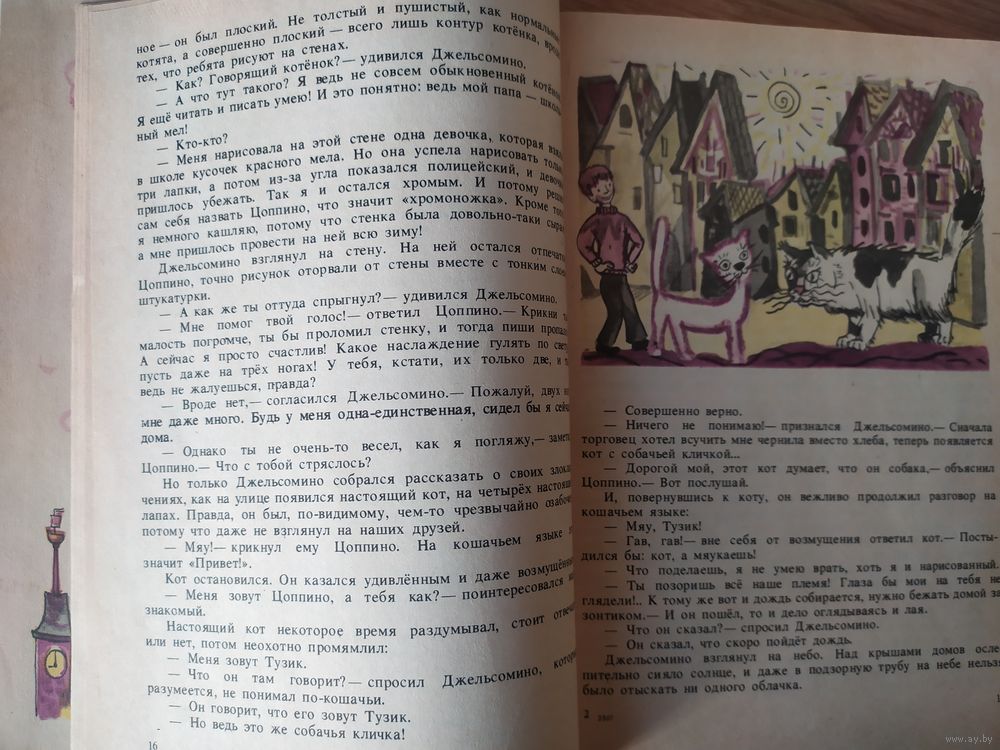 ное — он был плоский. Не толстый и пушистый, как
котята, а совершенно плоский — всего лишь контур котёнка,
тех, что ребята рисуют на стенах.
— Как? Говорящий котёнок? — удивился Джельсомино.
— А что тут такого? Я ведь не совсем обыкновенный
Я ещё читать и писать умею! И это понятно: ведь мой папа —
ный мел!
— Кто-кто?
— Меня нарисовала на этой стене одна девочка, которая
в школе кусочек красного мела. Но она успела нарисовать
три лапки, а потом из-за угла показался полицейский, и
пришлось убежать. Так я и остался хромым. И потому
сам себя назвать Цоппино, что значит «хромоножка». Кроме
я немного кашляю, потому что стенка была довольно-таки
а мне пришлось провести на ней всю зиму!
Джельсомино взглянул на стену. На ней остался
Цоппино, точно рисунок оторвали от стены вместе с тонким
штукатурки.
— А как же ты оттуда спрыгнул? — удивился Джельсомино.
— Мне помог твой голос! — ответил Цоппино. — Крикни
малость погромче, ты бы проломил стенку, и тогда пиши
А сейчас я просто счастлив! Какое наслаждение гулять по
пусть даже на трёх ногах! У тебя, кстати, их только две, и
ведь не жалуешься, правда?
— Вроде нет, — согласился Джельсомино. — Пожалуй, двух
мне даже много. Будь у меня одна-единственная, сидел бы я
дома.
— Однако ты не очень-то весел, как я погляжу, —
Цоппино. — Что с тобой стряслось?
Но только Джельсомино собрался рассказать о своих
чениях, как на улице появился настоящий кот, на четырёх
лапах. Правда, он был, по-видимому, чем-то чрезвычайно
потому что даже не взглянул на наших друзей.
— Мяу! — крикнул ему Цоппино. На кошачьем языке
значит «Привет!».
Кот остановился. Он казался удивлённым и даже
— Меня зовут Цоппино, а тебя как? — поинтересовался
знакомый.
Настоящий кот некоторое время раздумывал, стоит
или нет, потом неохотно промямлил:
— Меня зовут Тузик.
— Что он там говорит? — спросил Джельсомино,
разумеется, не понимал по-кошачьи.
— Он говорит, что его зовут Тузик.
— Но ведь это же собачья кличка!
16
— Совершенно верно.
— Ничего не понимаю! — признался Джельсомино. — Сначала
торговец хотел всучить мне чернила вместо хлеба, теперь появляется
кот с собачьей кличкой...
— Дорогой мой, этот кот думает, что он собака, — объяснил
Цоппино. — Вот послушай.
И, повернувшись к коту, он вежливо продолжил разговор на
кошачьем языке:
— Мяу, Тузик!
— Гав, гав! — вне себя от возмущения ответил кот. — Посты-
дился бы: кот, а мяукаешь!
— Что поделаешь, я не умею врать, хоть я и нарисованный.
— Ты позоришь всё наше племя! Глаза бы мои на тебя не
глядели!.. К тому же вот и дождь собирается, нужно бежать домой за
зонтиком. — И он пошёл, то и дело оглядываясь и лая.
— Что он сказал? — спросил Джельсомино.
— Он сказал, что скоро пойдёт дождь.
Джельсомино взглянул на небо. Над крышами домов осле-
пительно сияло солнце, и даже в подзорную трубу на небе
было отыскать ни одного облачка.
2
www.ay.by